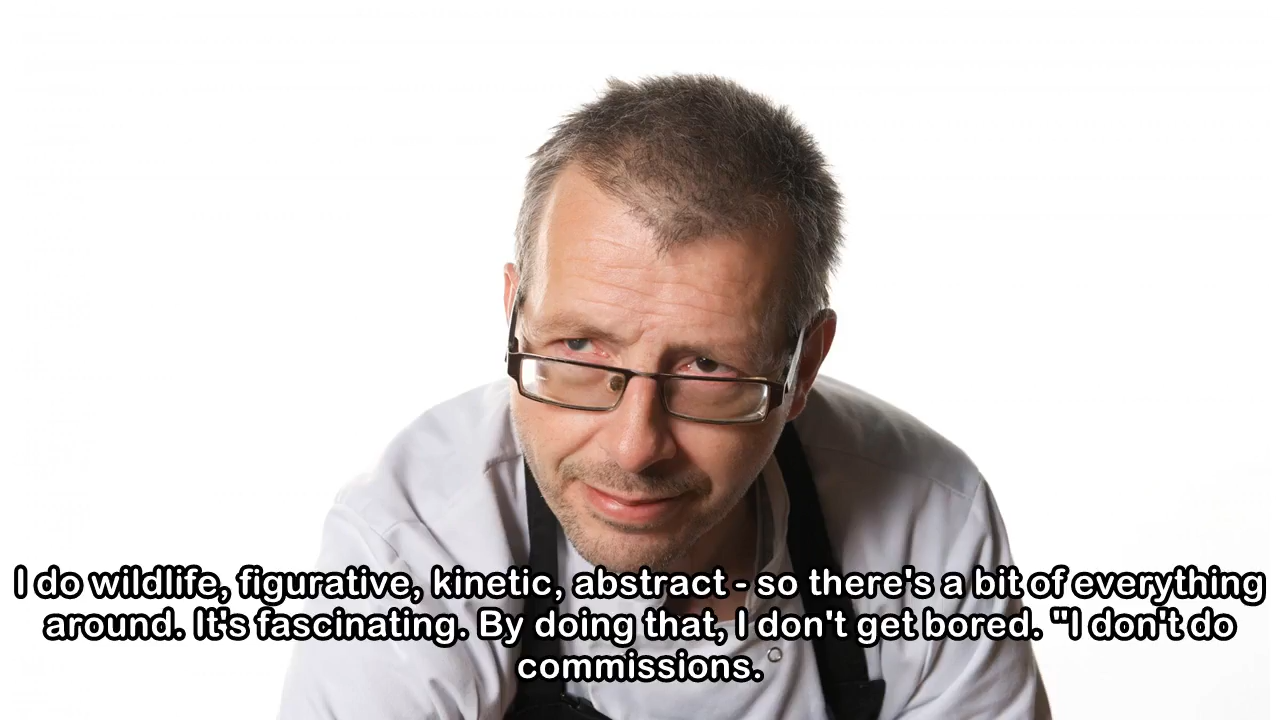 I do wildlife, figurative, kinetic, abstract - so there's a bit of everything
around. It's fascinating. By doing that, I don't get bored. "I don't do
commissions.